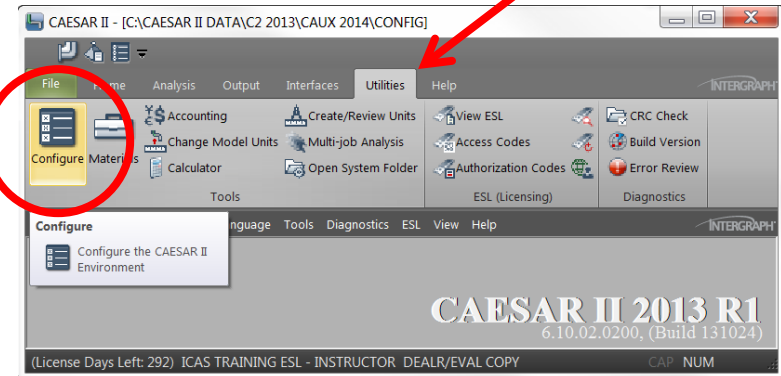 CAESAR II - [C:\CAESAR II DATA\C2 2013\CAUX 2014\CONFIG]
File Home Analysis Output Interfaces Utilities Help INTERGRAPH
Accounting Create/Review Units View ESL CRC Check
Configure Materials Change Model Units Multi-job Analysis Access Codes Build Version
Calculator Open System Folder Authorization Codes Error Review
Tools ESL (Licensing) Diagnostics
Configure Tools Diagnostics ESL View Help INTERGRAPH
Configure the CAESAR II
Environment
CAESAR II 2013 R1
6.10.02.0200, (Build 131024)
(License Days Left: 292) ICAS TRAINING ESL - INSTRUCTOR DEALR/EVAL COPY CAP NUM